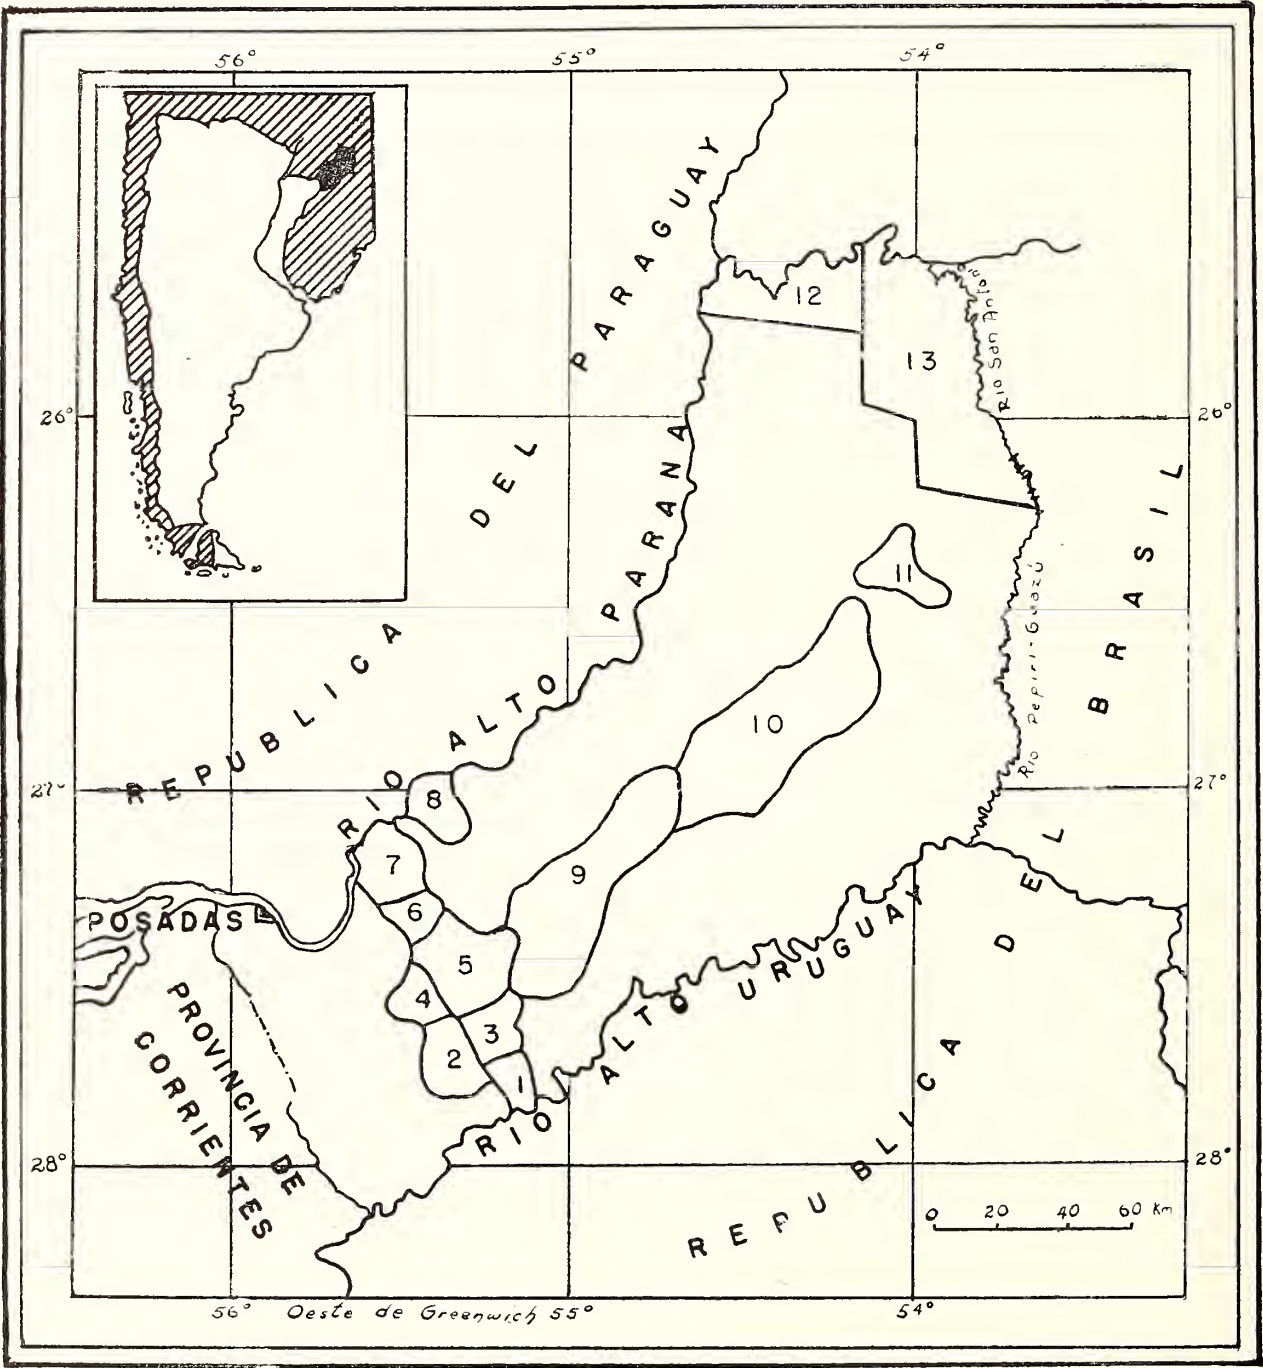 56° 55° 54°
REPUBLICA DEL PARAGUAY
12
Rio San Antonio
13
26° 26°
RIO ALTO PARANA
11
Rio Pepiri-Guazú
10
27° 27°
8
7
9
6
POSADAS
5
4
3
2
1
RIO ALTO URUGUAY
REPUBLICA DEL BRASIL
PROVINCIA DE
CORRIENTES
28° 28°
0 20 40 60 Km
56° Oeste de Greenwich 55° 54°